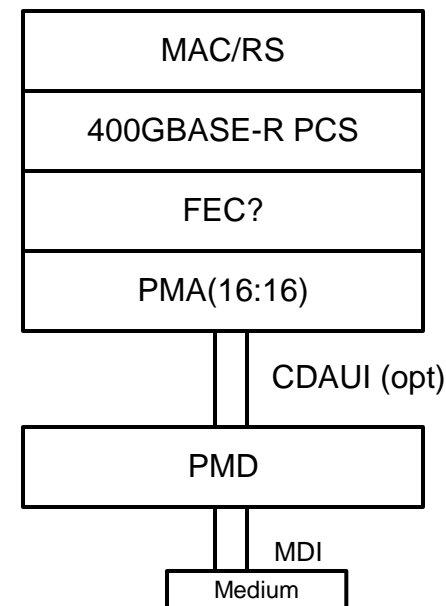 MAC/RS
400GBASE-R PCS
FEC?
PMA(16:16)
CDAUI (opt)
PMD
MDI
Medium